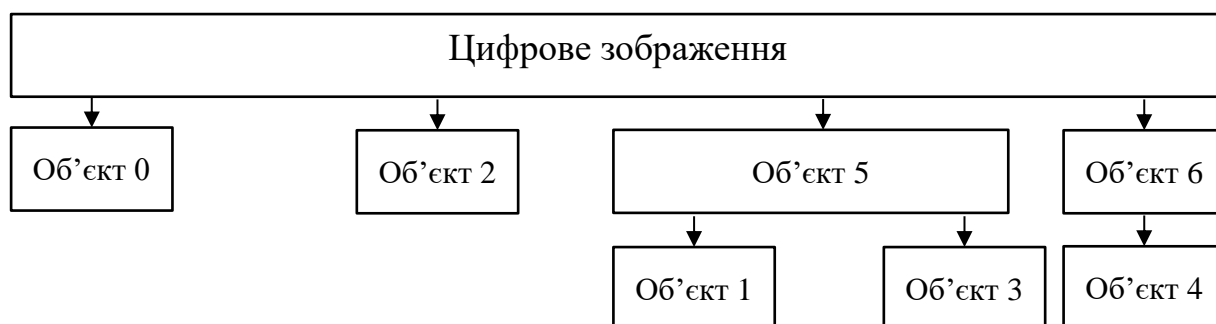 Цифрове зображення
Об’єкт 0
Об’єкт 2
Об’єкт 5
Об’єкт 6
Об’єкт 1
Об’єкт 3
Об’єкт 4